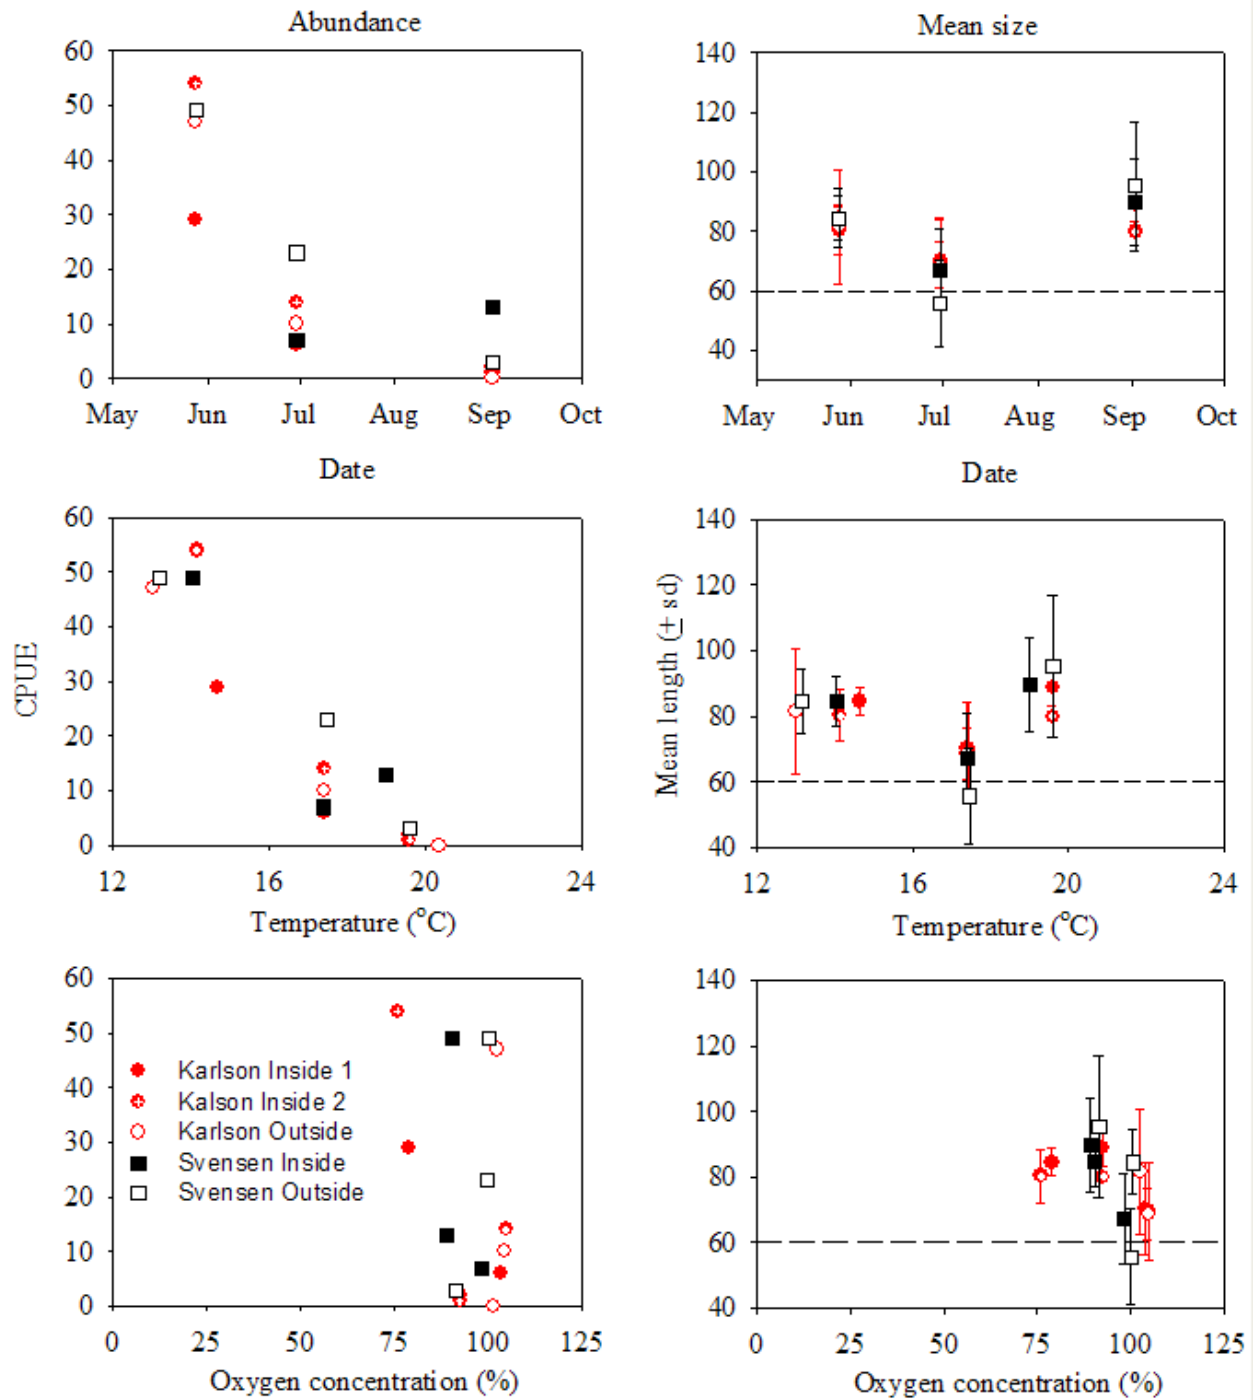 Abundance
60
50
40
30
20
10
0
May Jun Jul Aug Sep Oct
Date
Mean size
140
120
100
80
60
40
May Jun Jul Aug Sep Oct
Date
CPUE
60
50
40
30
20
10
0
12 16 20 24
Temperature (°C)
Mean length (± sd)
140
120
100
80
60
40
12 16 20 24
Temperature (°C)
60
50
40
30
20
10
0
Karlson Inside 1
Kalson Inside 2
Karlson Outside
Svensen Inside
Svensen Outside
0 25 50 75 100 125
Oxygen concentration (%)
140
120
100
80
60
40
0 25 50 75 100 125
Oxygen concentration (%)